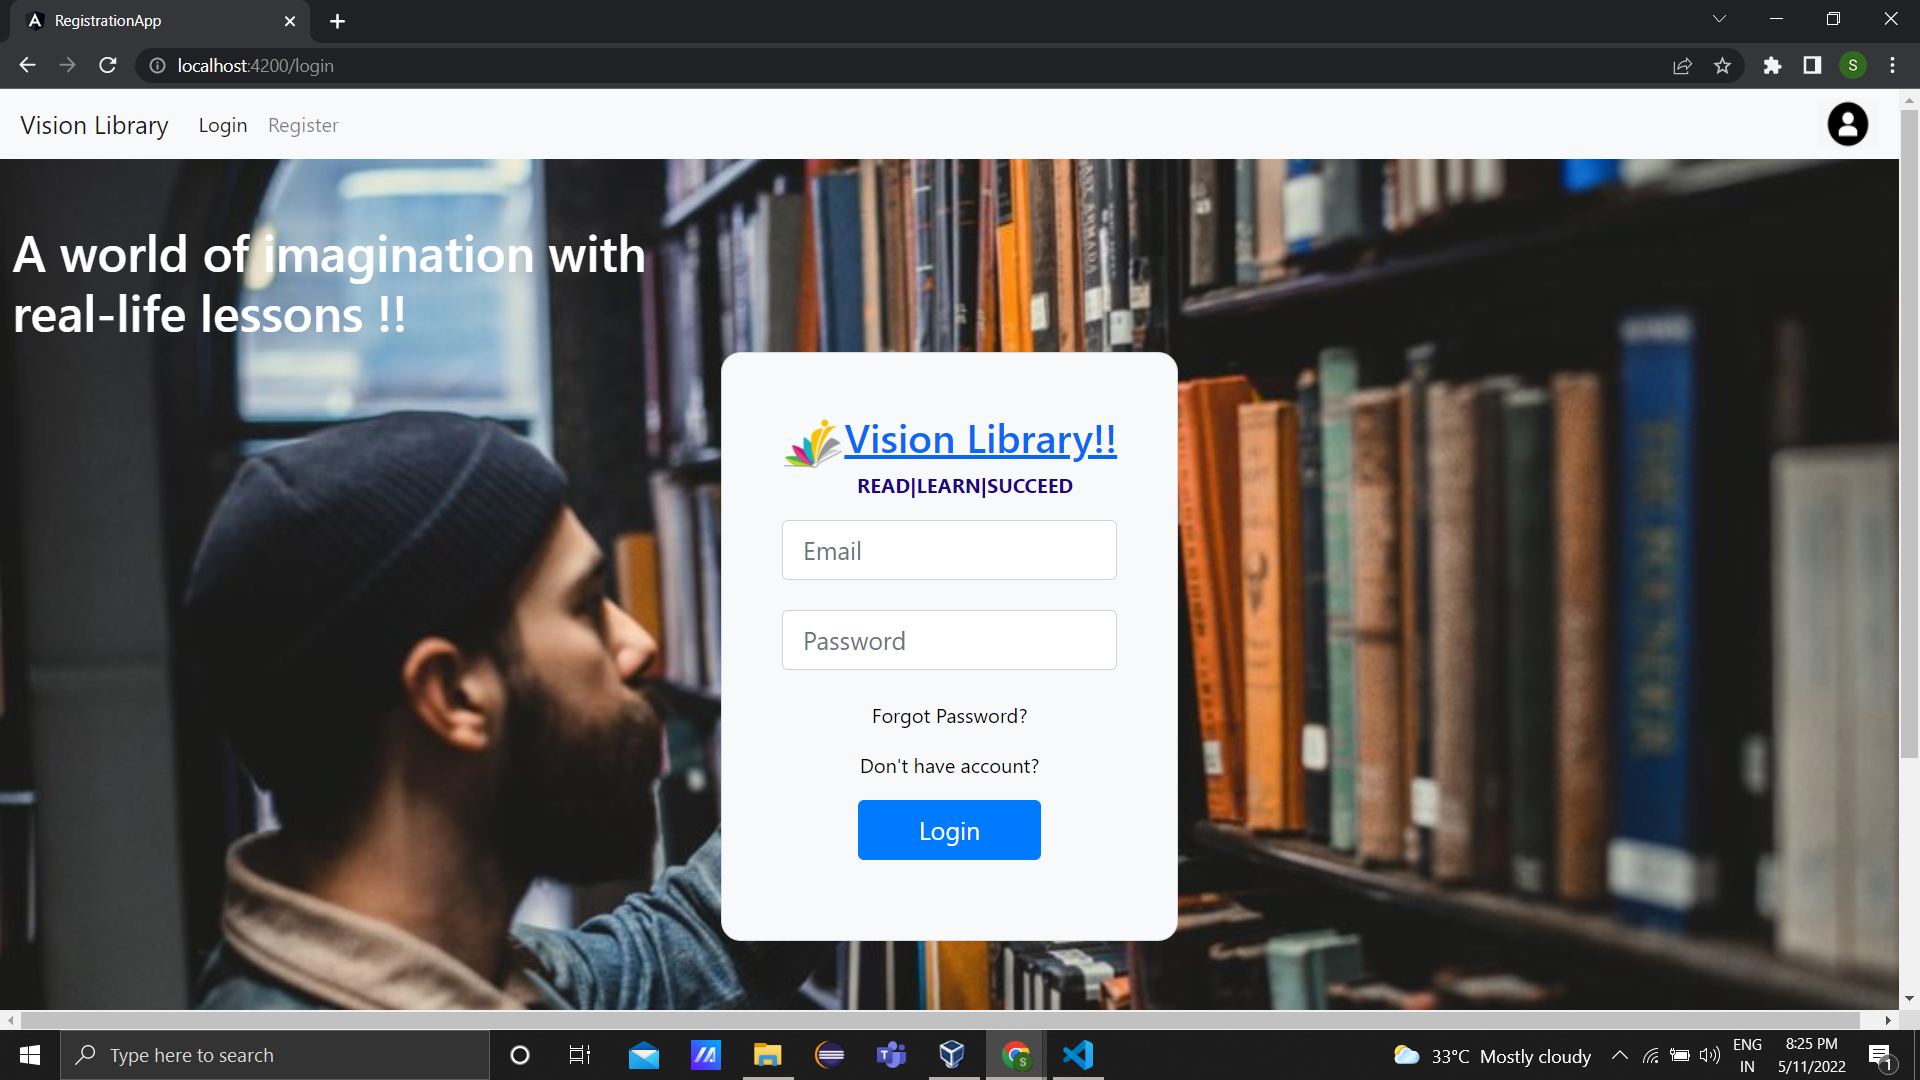 RegistrationApp
localhost:4200/login
S
Vision Library Login Register
A world of imagination with
real-life lessons !!
Vision Library!!
READ|LEARN|SUCCEED
Email
Password
Forgot Password?
Don't have account?
Login
Type here to search
33°C Mostly cloudy
ENG
IN
8:25 PM
5/11/2022
1